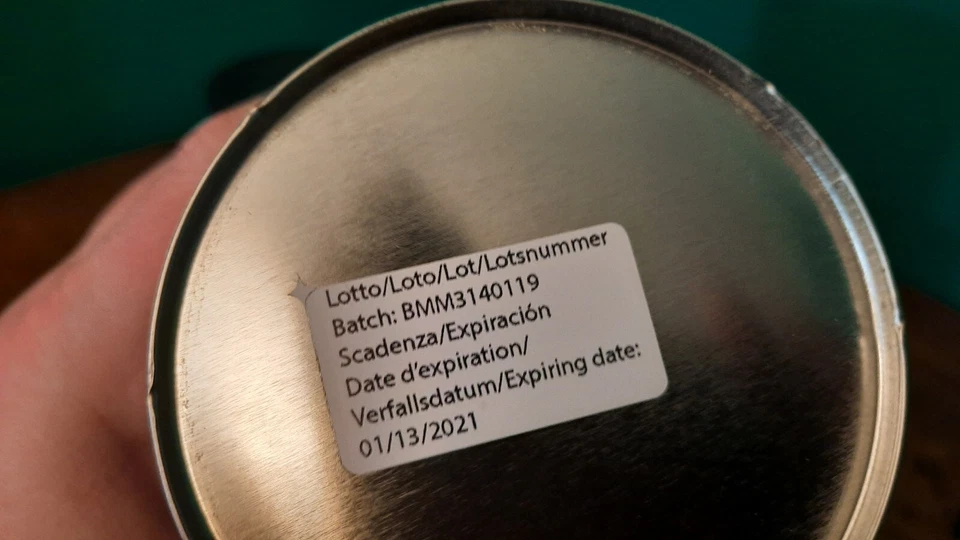 Lotto/Loto/Lot/Lotsnummer
Batch: BMM3140119
Scadenza/Expiración
Date d'expiration/
Verfallsdatum/Expiring date:
01/13/2021